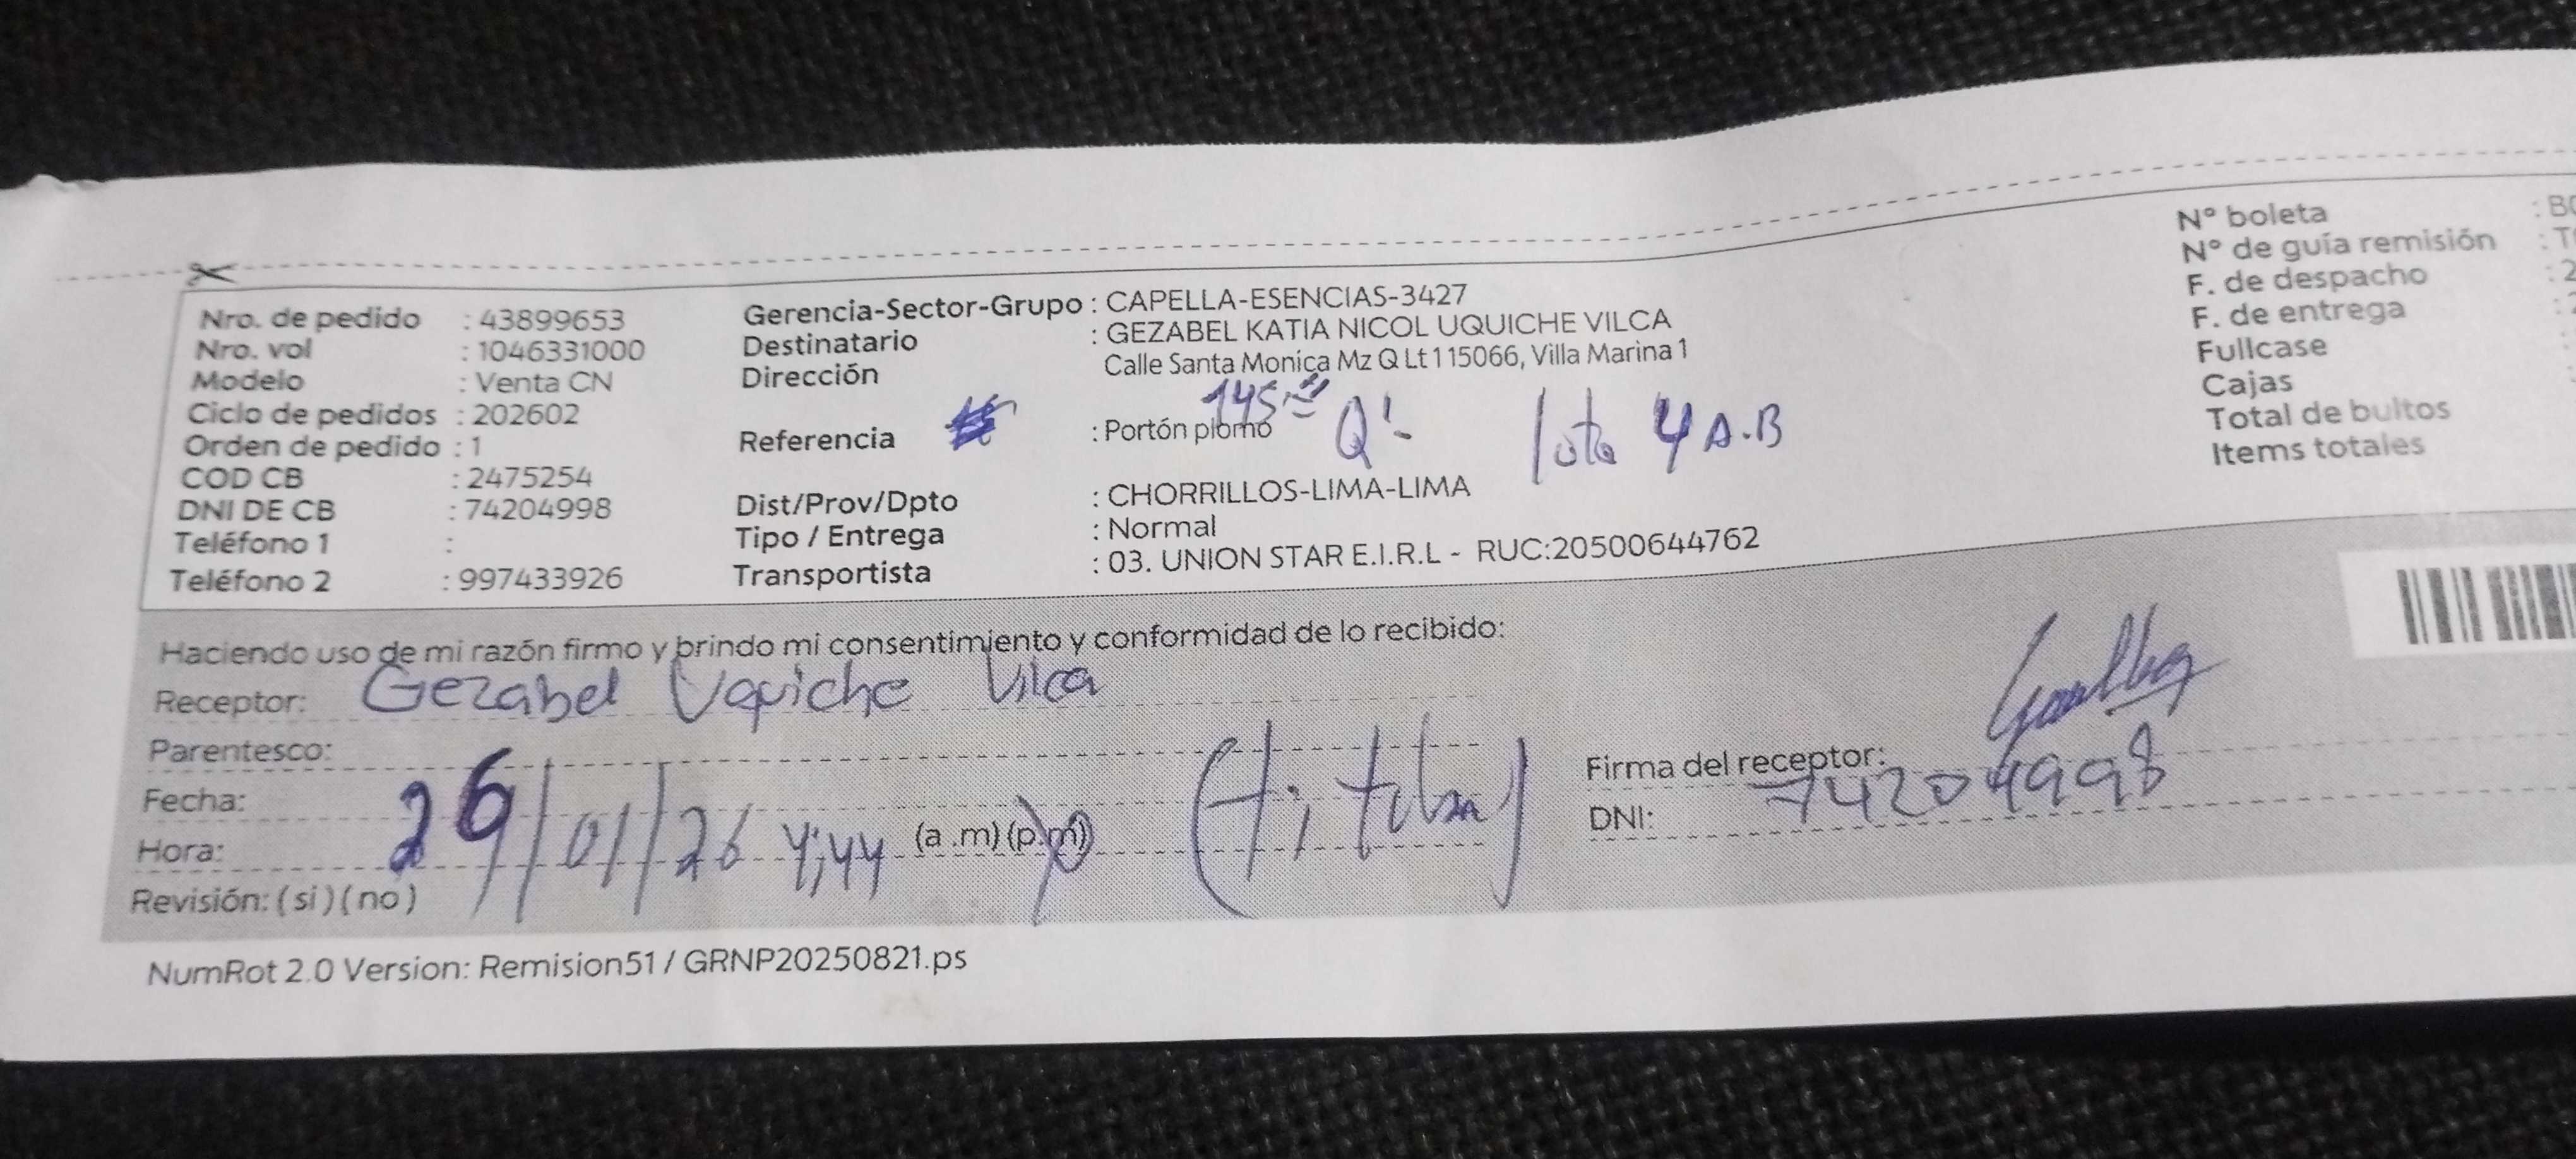 Nro. de pedido : 43899653
Nro. vol : 1046331000
Modelo : Venta CN
Ciclo de pedidos : 202602
Orden de pedido : 1
COD CB : 2475254
DNI DE CB : 74204998
Teléfono 1 :
Teléfono 2 : 997433926
Gerencia-Sector-Grupo : CAPELLA-ESENCIAS-3427
Destinatario : GEZABEL KATIA NICOL UQUICHE VILCA
Dirección Calle Santa Monica Mz Q Lt 1 15066, Villa Marina 1
145
Referencia : Portón plomo Q' lote 4 A.B
Dist/Prov/Dpto : CHORRILLOS-LIMA-LIMA
Tipo / Entrega : Normal
Transportista : 03. UNION STAR E.I.R.L - RUC:20500644762
N° boleta : B
N° de guía remisión : T
F. de despacho : 2
F. de entrega :
Fullcase
Cajas
Total de bultos
Items totales
Haciendo uso de mi razón firmo y brindo mi consentimiento y conformidad de lo recibido:
Receptor: Gezabel Uquiche Vilca
Parentesco:
Fecha: 26/01/26 4:44
Hora: (a .m) (p.m)
Revisión: ( si ) ( no )
Firma del receptor:
DNI: 74204998
NumRot 2.0 Version: Remision51 / GRNP20250821.ps